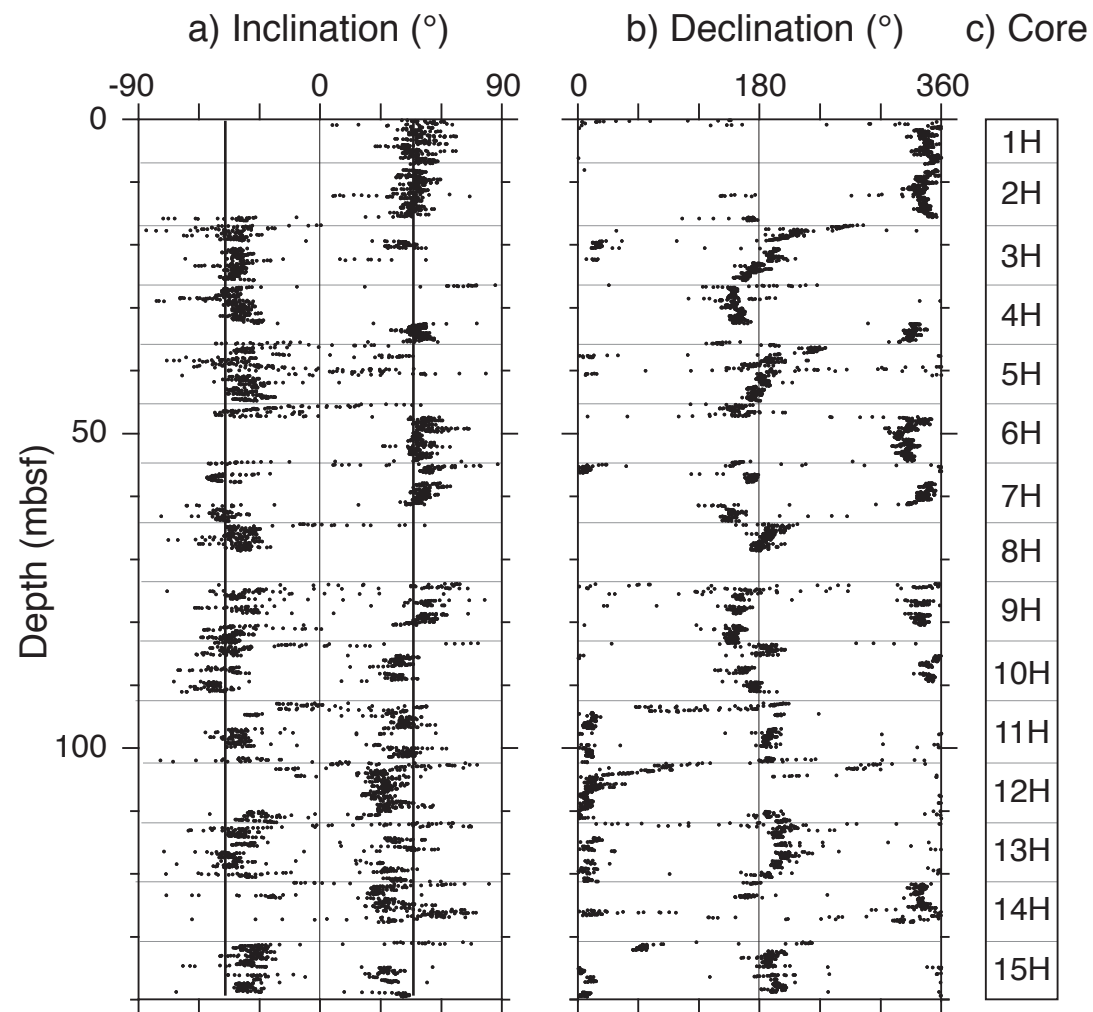 a) Inclination (°) b) Declination (°) c) Core
-90 0 90 0 180 360
0
50
100
Depth (mbsf)
1H
2H
3H
4H
5H
6H
7H
8H
9H
10H
11H
12H
13H
14H
15H